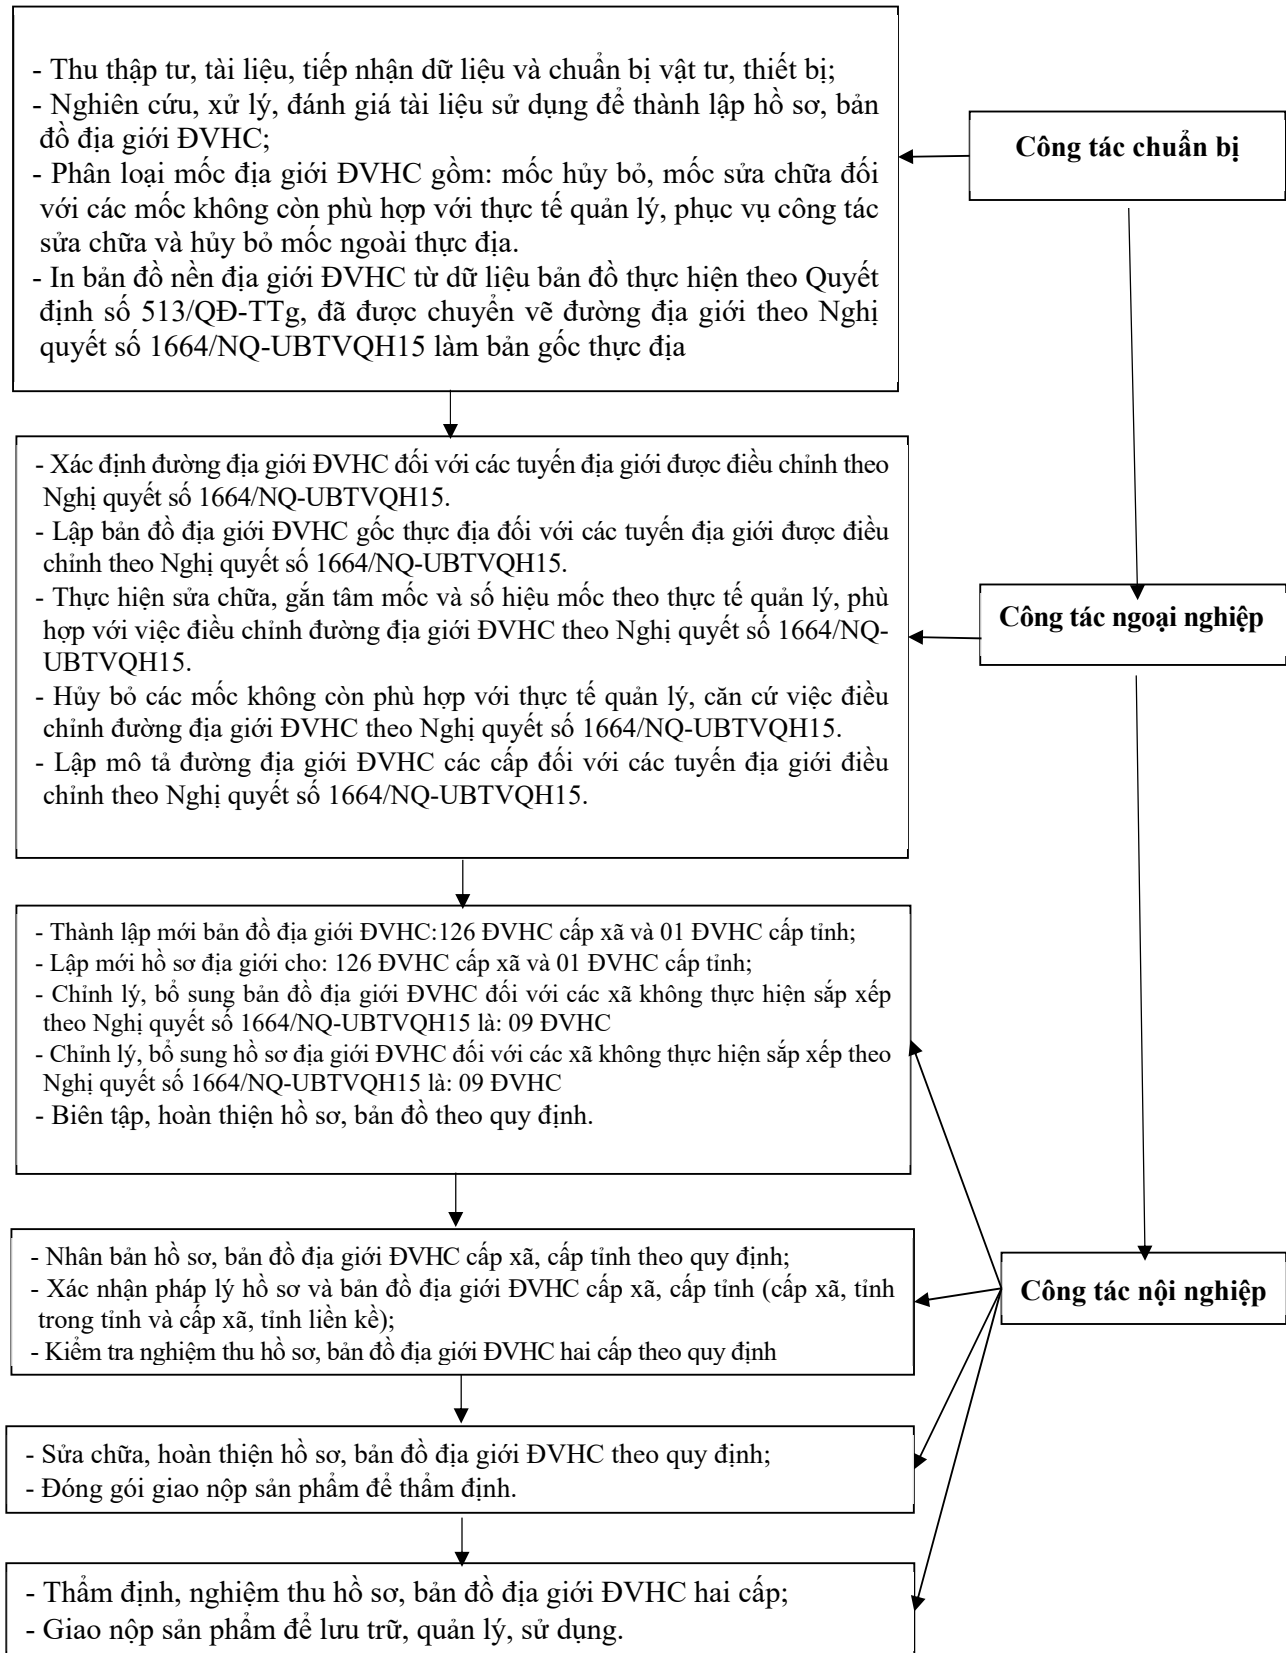 - Thu thập tư, tài liệu, tiếp nhận dữ liệu và chuẩn bị vật tư, thiết bị;
- Nghiên cứu, xử lý, đánh giá tài liệu sử dụng để thành lập hồ sơ, bản
đồ địa giới ĐVHC;
- Phân loại mốc địa giới ĐVHC gồm: mốc hủy bỏ, mốc sửa chữa đối
với các mốc không còn phù hợp với thực tế quản lý, phục vụ công tác
sửa chữa và hủy bỏ mốc ngoài thực địa.
- In bản đồ nền địa giới ĐVHC từ dữ liệu bản đồ thực hiện theo Quyết
định số 513/QĐ-TTg, đã được chuyển vẽ đường địa giới theo Nghị
quyết số 1664/NQ-UBTVQH15 làm bản gốc thực địa
Công tác chuẩn bị
- Xác định đường địa giới ĐVHC đối với các tuyến địa giới được điều chỉnh theo
Nghị quyết số 1664/NQ-UBTVQH15.
- Lập bản đồ địa giới ĐVHC gốc thực địa đối với các tuyến địa giới được điều
chỉnh theo Nghị quyết số 1664/NQ-UBTVQH15.
- Thực hiện sửa chữa, gắn tâm mốc và số hiệu mốc theo thực tế quản lý, phù
hợp với việc điều chỉnh đường địa giới ĐVHC theo Nghị quyết số 1664/NQ-
UBTVQH15.
- Hủy bỏ các mốc không còn phù hợp với thực tế quản lý, căn cứ việc điều
chỉnh đường địa giới ĐVHC theo Nghị quyết số 1664/NQ-UBTVQH15.
- Lập mô tả đường địa giới ĐVHC các cấp đối với các tuyến địa giới điều
chỉnh theo Nghị quyết số 1664/NQ-UBTVQH15.
Công tác ngoại nghiệp
- Thành lập mới bản đồ địa giới ĐVHC:126 ĐVHC cấp xã và 01 ĐVHC cấp tỉnh;
- Lập mới hồ sơ địa giới cho: 126 ĐVHC cấp xã và 01 ĐVHC cấp tỉnh;
- Chỉnh lý, bổ sung bản đồ địa giới ĐVHC đối với các xã không thực hiện sắp xếp
theo Nghị quyết số 1664/NQ-UBTVQH15 là: 09 ĐVHC
- Chỉnh lý, bổ sung hồ sơ địa giới ĐVHC đối với các xã không thực hiện sắp xếp theo
Nghị quyết số 1664/NQ-UBTVQH15 là: 09 ĐVHC
- Biên tập, hoàn thiện hồ sơ, bản đồ theo quy định.
- Nhân bản hồ sơ, bản đồ địa giới ĐVHC cấp xã, cấp tỉnh theo quy định;
- Xác nhận pháp lý hồ sơ và bản đồ địa giới ĐVHC cấp xã, cấp tỉnh (cấp xã, tỉnh
trong tỉnh và cấp xã, tỉnh liền kề);
- Kiểm tra nghiệm thu hồ sơ, bản đồ địa giới ĐVHC hai cấp theo quy định
Công tác nội nghiệp
- Sửa chữa, hoàn thiện hồ sơ, bản đồ địa giới ĐVHC theo quy định;
- Đóng gói giao nộp sản phẩm để thẩm định.
- Thẩm định, nghiệm thu hồ sơ, bản đồ địa giới ĐVHC hai cấp;
- Giao nộp sản phẩm để lưu trữ, quản lý, sử dụng.